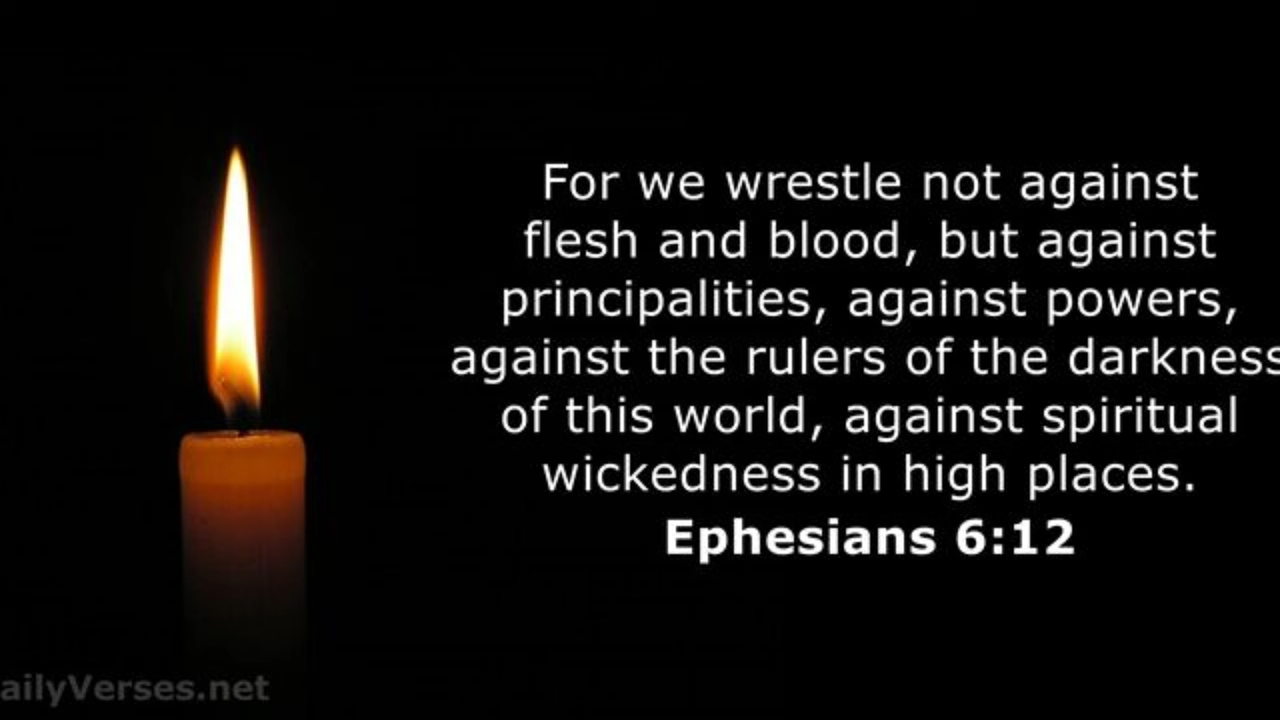 For we wrestle not against
flesh and blood, but against
principalities, against powers,
against the rulers of the darkness
of this world, against spiritual
wickedness in high places.
Ephesians 6:12
ailyVerses.net